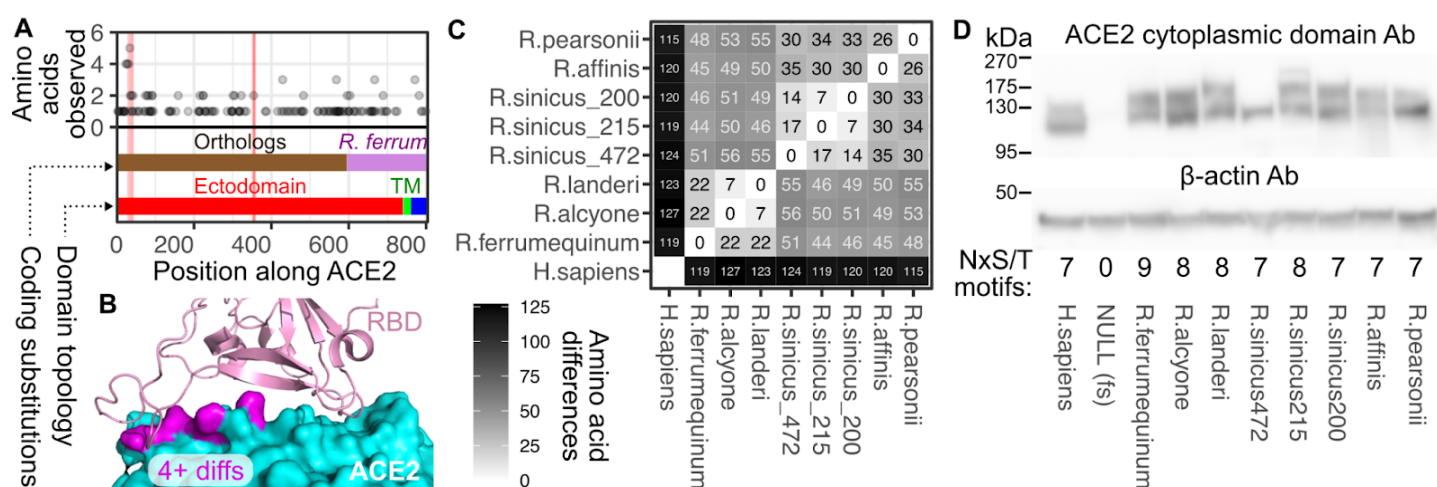 A
Amino
acids
observed
6
4
2
0
Orthologs
R. ferrum
Ectodomain
TM
0
200
400
600
800
Position along ACE2
Coding substitutions
Domain topology
B
RBD
4+ diffs
ACE2
C
R.pearsonii 115 48 53 55 30 34 33 26 0
R.affinis 120 45 49 50 35 30 30 0 26
R.sinicus_200 120 46 51 49 14 7 0 30 33
R.sinicus_215 119 44 50 46 17 0 7 30 34
R.sinicus_472 124 51 56 55 0 17 14 35 30
R.landeri 123 22 7 0 55 46 49 50 55
R.alcyone 127 22 0 7 56 50 51 49 53
R.ferrumequinum 119 0 22 22 51 44 46 45 48
H.sapiens 119 127 123 124 119 120 120 115
H.sapiens
R.ferrumequinum
R.alcyone
R.landeri
R.sinicus_472
R.sinicus_215
R.sinicus_200
R.affinis
R.pearsonii
125
100
75
50
25
0
Amino acid
differences
D
kDa
ACE2 cytoplasmic domain Ab
270
175
130
95
β-actin Ab
50
NxS/T
motifs:
7 0 9 8 8 7 8 7 7 7
H.sapiens
NULL (fs)
R.ferrumequinum
R.alcyone
R.landeri
R.sinicus472
R.sinicus215
R.sinicus200
R.affinis
R.pearsonii